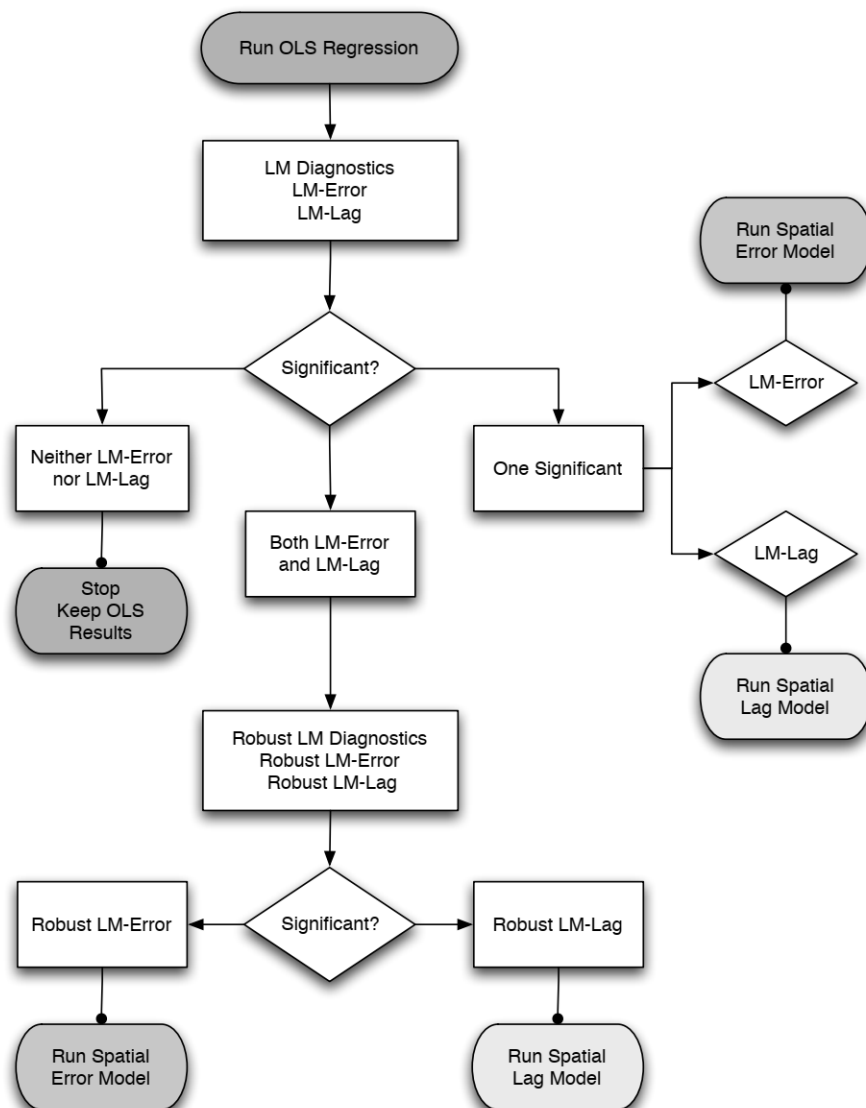 Run OLS Regression
LM Diagnostics
LM-Error
LM-Lag
Run Spatial
Error Model
Significant?
LM-Error
Neither LM-Error
nor LM-Lag
One Significant
Both LM-Error
and LM-Lag
LM-Lag
Stop
Keep OLS
Results
Run Spatial
Lag Model
Robust LM Diagnostics
Robust LM-Error
Robust LM-Lag
Robust LM-Error
Significant?
Robust LM-Lag
Run Spatial
Error Model
Run Spatial
Lag Model